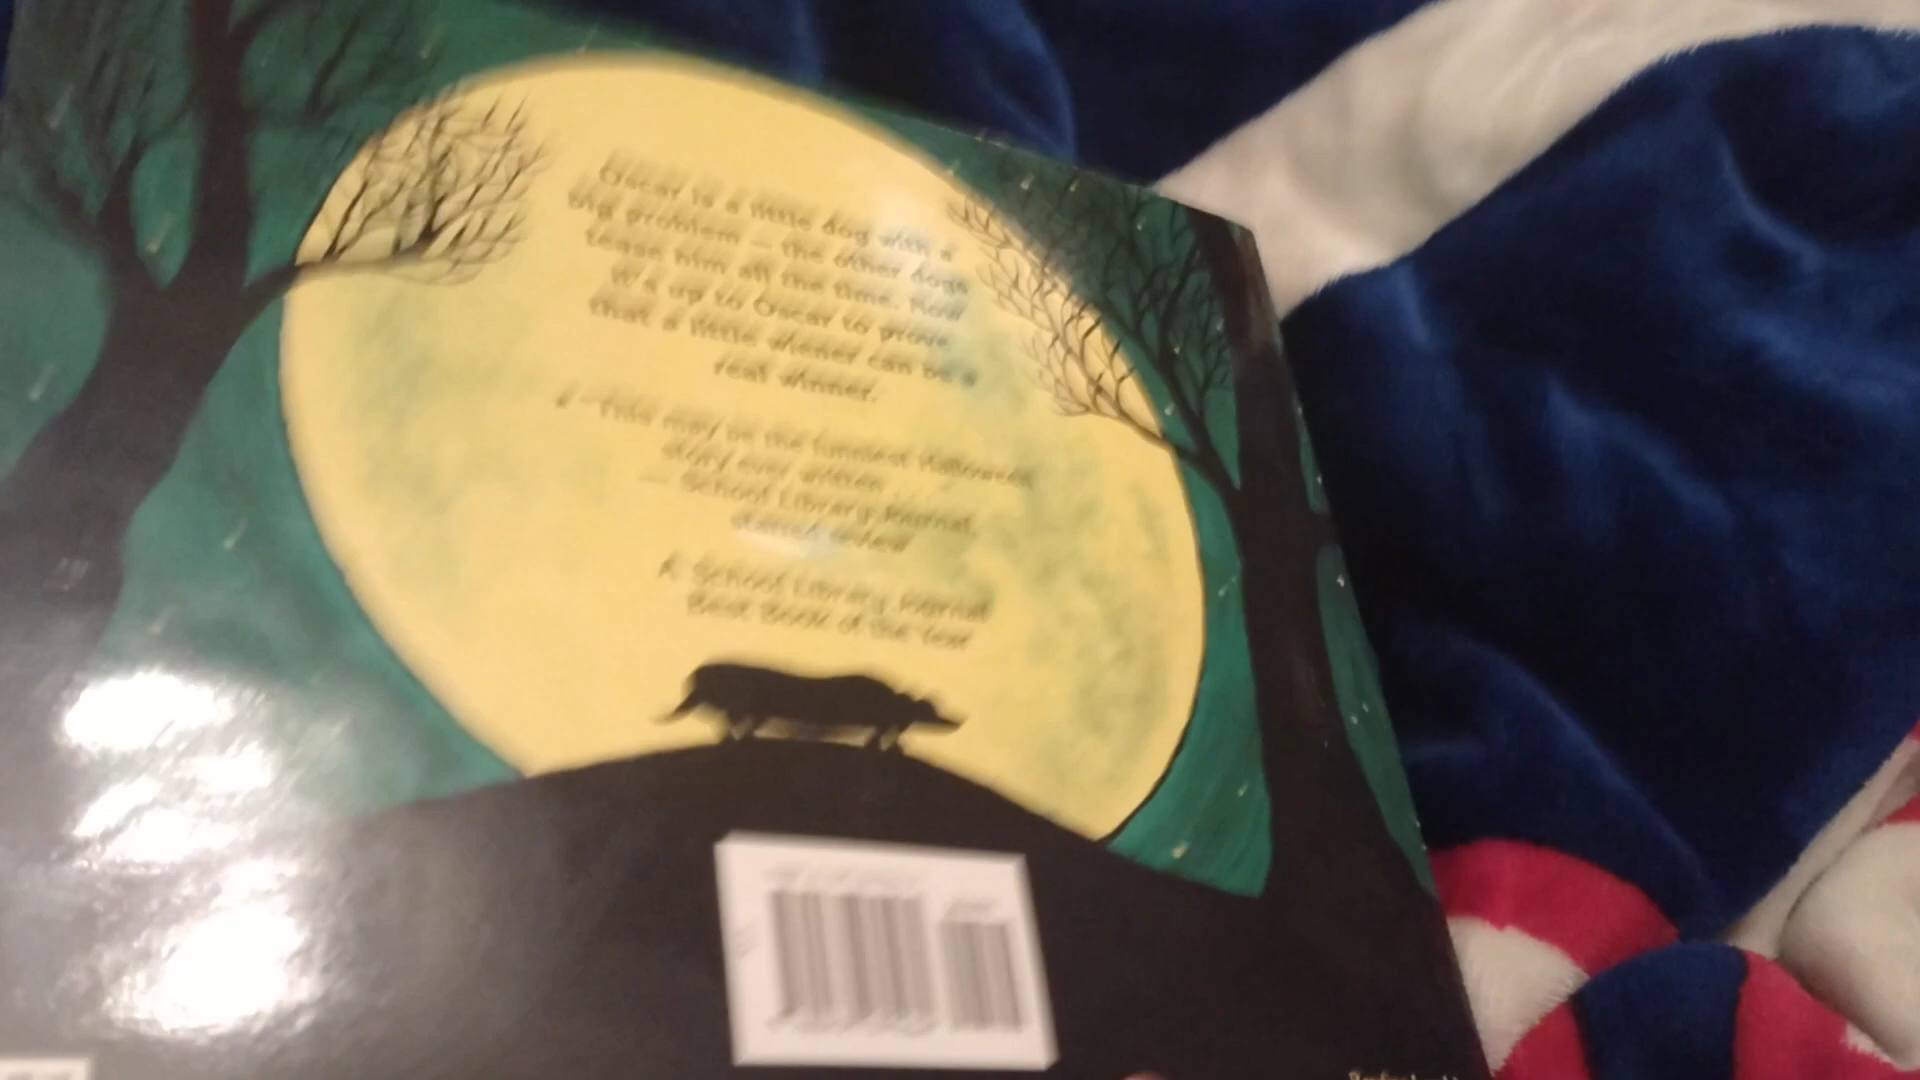 Oscar is a little dog with a
big problem — the other dogs
tease him all the time. Now
it's up to Oscar to prove
that a little wiener can be a
real winner.
"This may be the funniest Halloween
story ever written
— School Library Journal,
starred review
A School Library Journal
Best Book of the Year